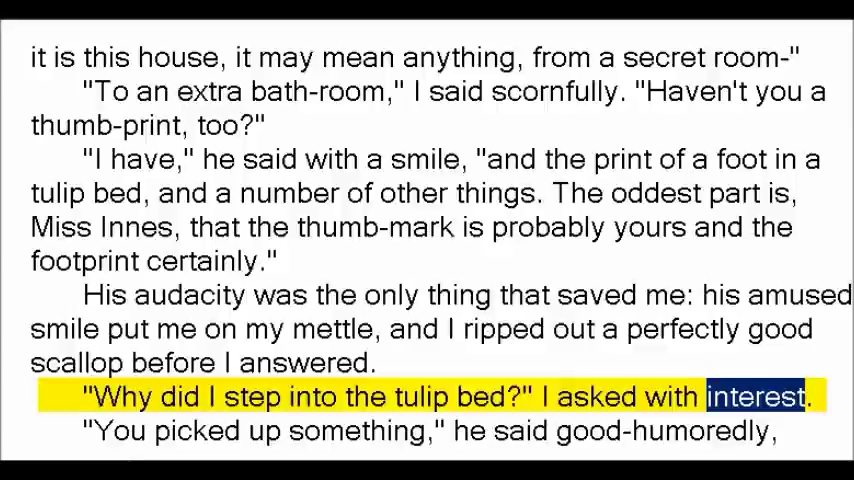 it is this house, it may mean anything, from a secret room-"
"To an extra bath-room," I said scornfully. "Haven't you a
thumb-print, too?"
"I have," he said with a smile, "and the print of a foot in a
tulip bed, and a number of other things. The oddest part is,
Miss Innes, that the thumb-mark is probably yours and the
footprint certainly."
His audacity was the only thing that saved me: his amused
smile put me on my mettle, and I ripped out a perfectly good
scallop before I answered.
"Why did I step into the tulip bed?" I asked with interest.
"You picked up something," he said good-humoredly,